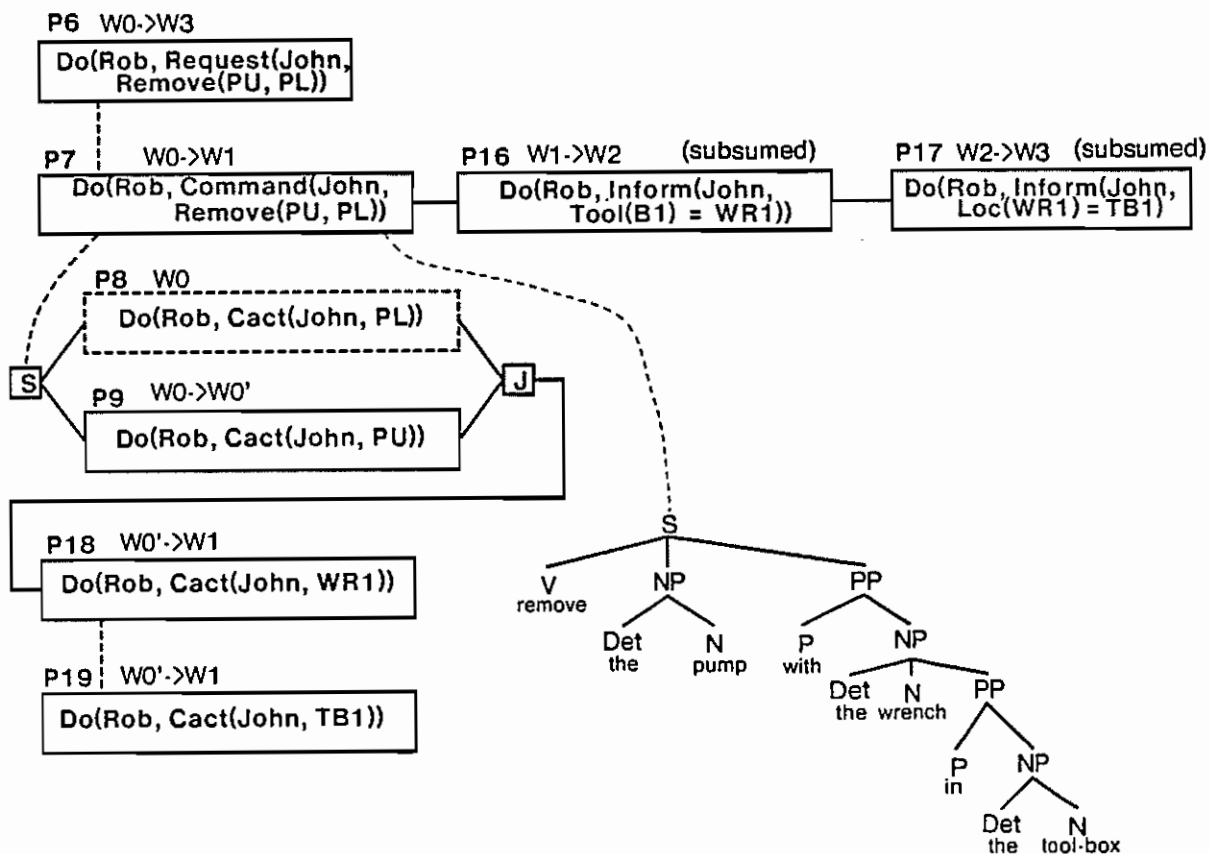 P6 W0->W3
Do(Rob, Request(John,
Remove(PU, PL))
P7 W0->W1
Do(Rob, Command(John,
Remove(PU, PL))
P16 W1->W2 (subsumed)
Do(Rob, Inform(John,
Tool(B1) = WR1))
P17 W2->W3 (subsumed)
Do(Rob, Inform(John,
Loc(WR1) = TB1)
P8 W0
Do(Rob, Cact(John, PL))
S
J
P9 W0->W0'
Do(Rob, Cact(John, PU))
P18 W0'->W1
Do(Rob, Cact(John, WR1))
P19 W0'->W1
Do(Rob, Cact(John, TB1))
S
V NP PP
remove
Det N P NP
the pump with
Det N PP
the wrench
P NP
in
Det N
the tool-box